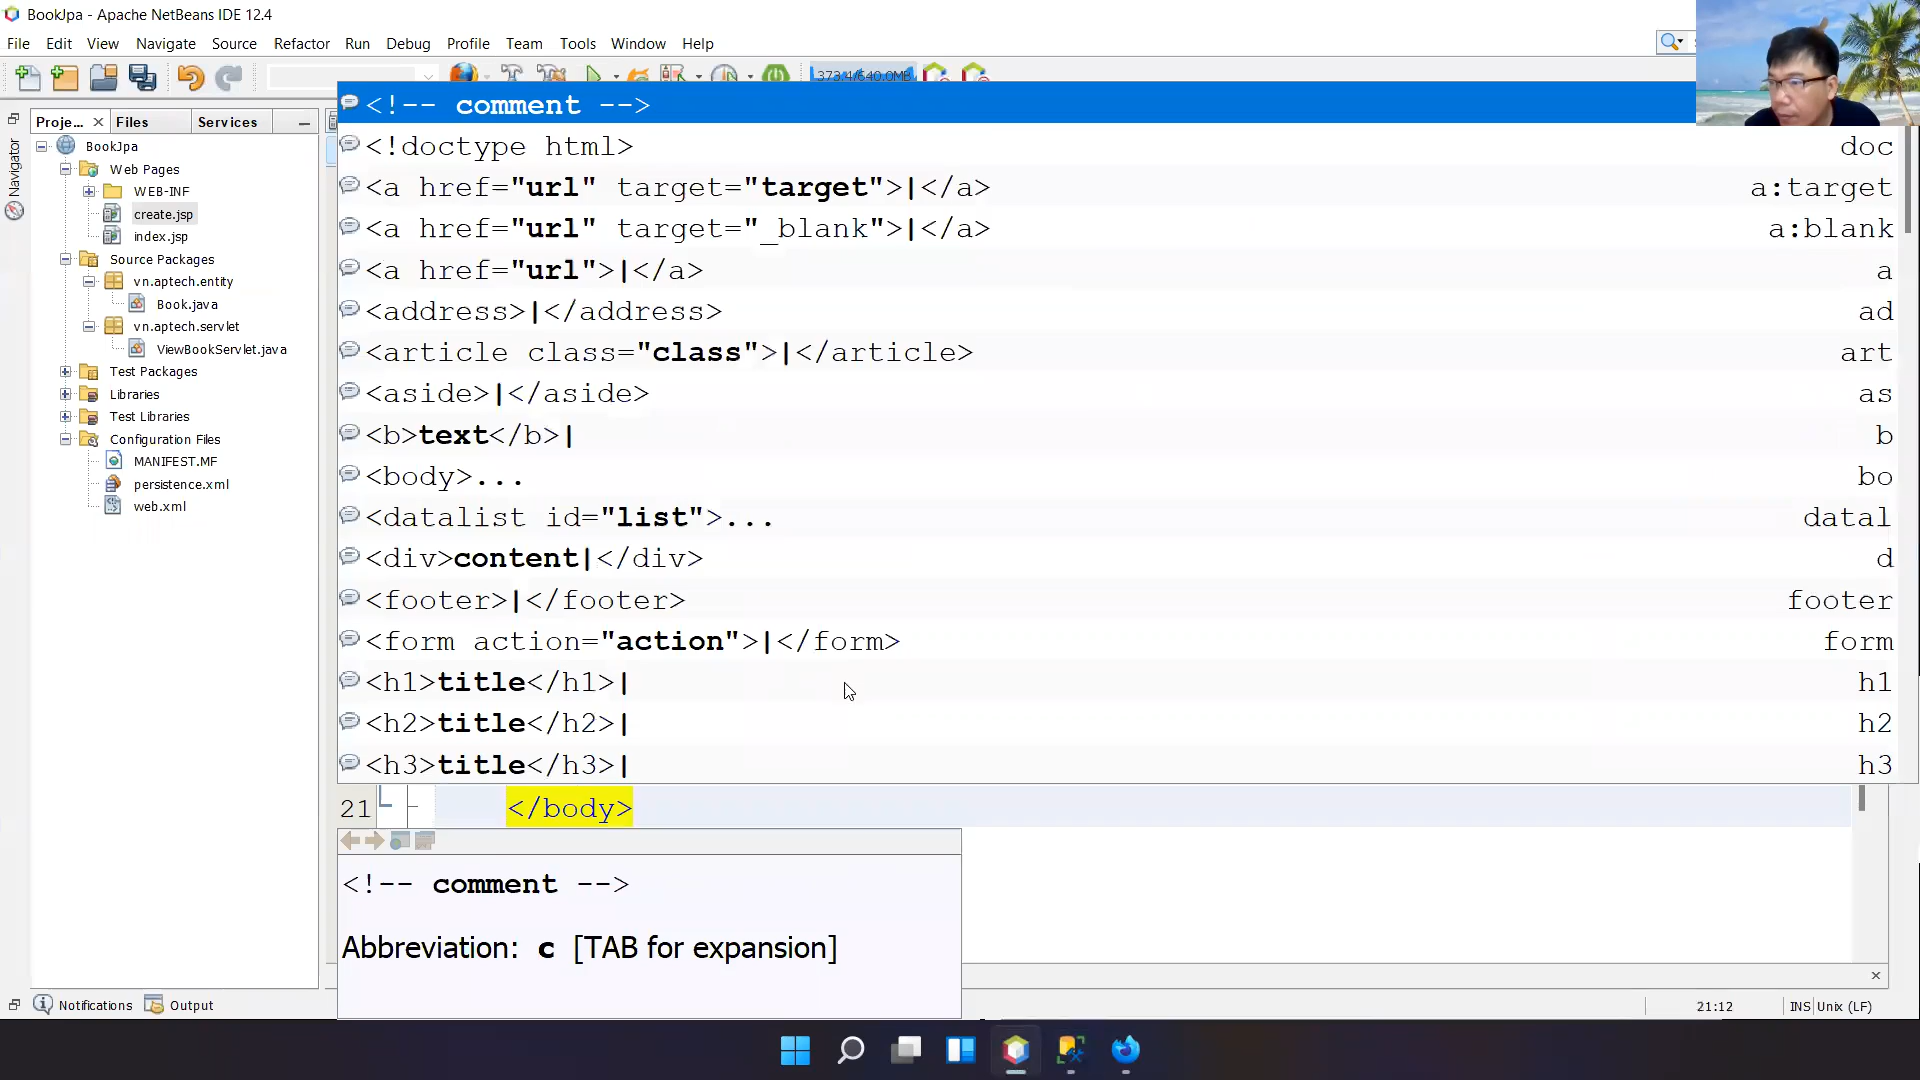 BookJpa - Apache NetBeans IDE 12.4
File Edit View Navigate Source Refactor Run Debug Profile Team Tools Window Help
373.4/640.0MB
Proje... Files Services
Navigator
BookJpa
Web Pages
WEB-INF
create.jsp
index.jsp
Source Packages
vn.aptech.entity
Book.java
vn.aptech.servlet
ViewBookServlet.java
Test Packages
Libraries
Test Libraries
Configuration Files
MANIFEST.MF
persistence.xml
web.xml
<!-- comment -->
<!doctype html> doc
<a href="url" target="target">|</a> a:target
<a href="url" target="_blank">|</a> a:blank
<a href="url">|</a> a
<address>|</address> ad
<article class="class">|</article> art
<aside>|</aside> as
<b>text</b>| b
<body>... bo
<datalist id="list">... datal
<div>content|</div> d
<footer>|</footer> footer
<form action="action">|</form> form
<h1>title</h1>| h1
<h2>title</h2>| h2
<h3>title</h3>| h3
21 </body>
<!-- comment -->
Abbreviation: c [TAB for expansion]
Notifications Output
21:12 INS Unix (LF)